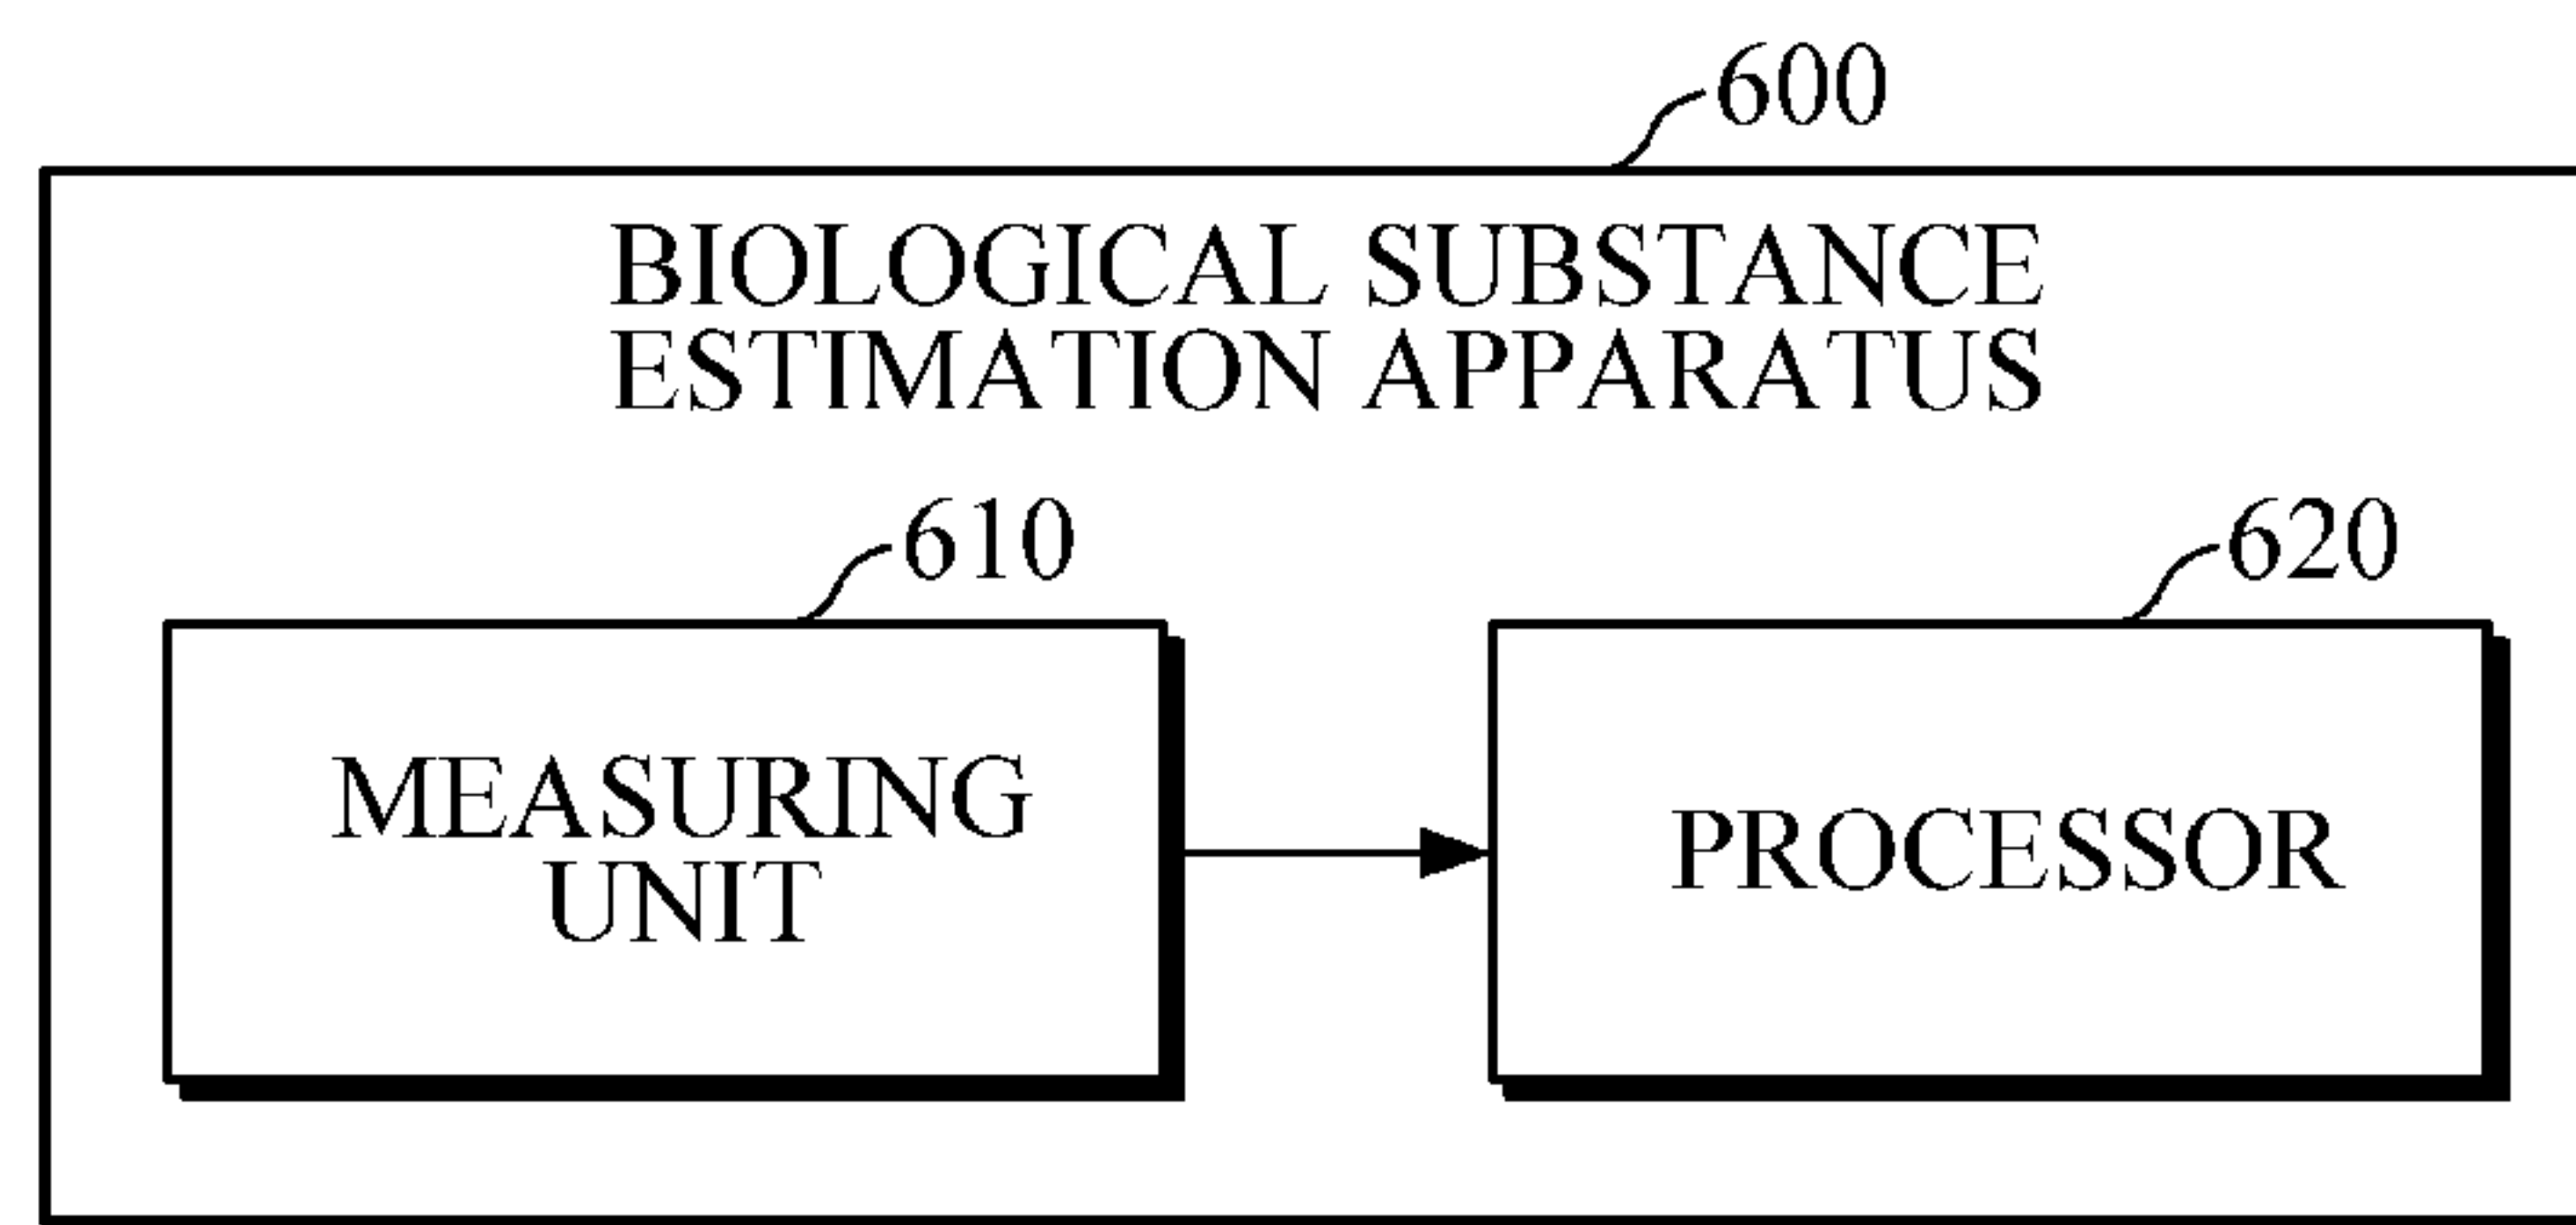 600
BIOLOGICAL SUBSTANCE
ESTIMATION APPARATUS
610
620
MEASURING
UNIT
PROCESSOR